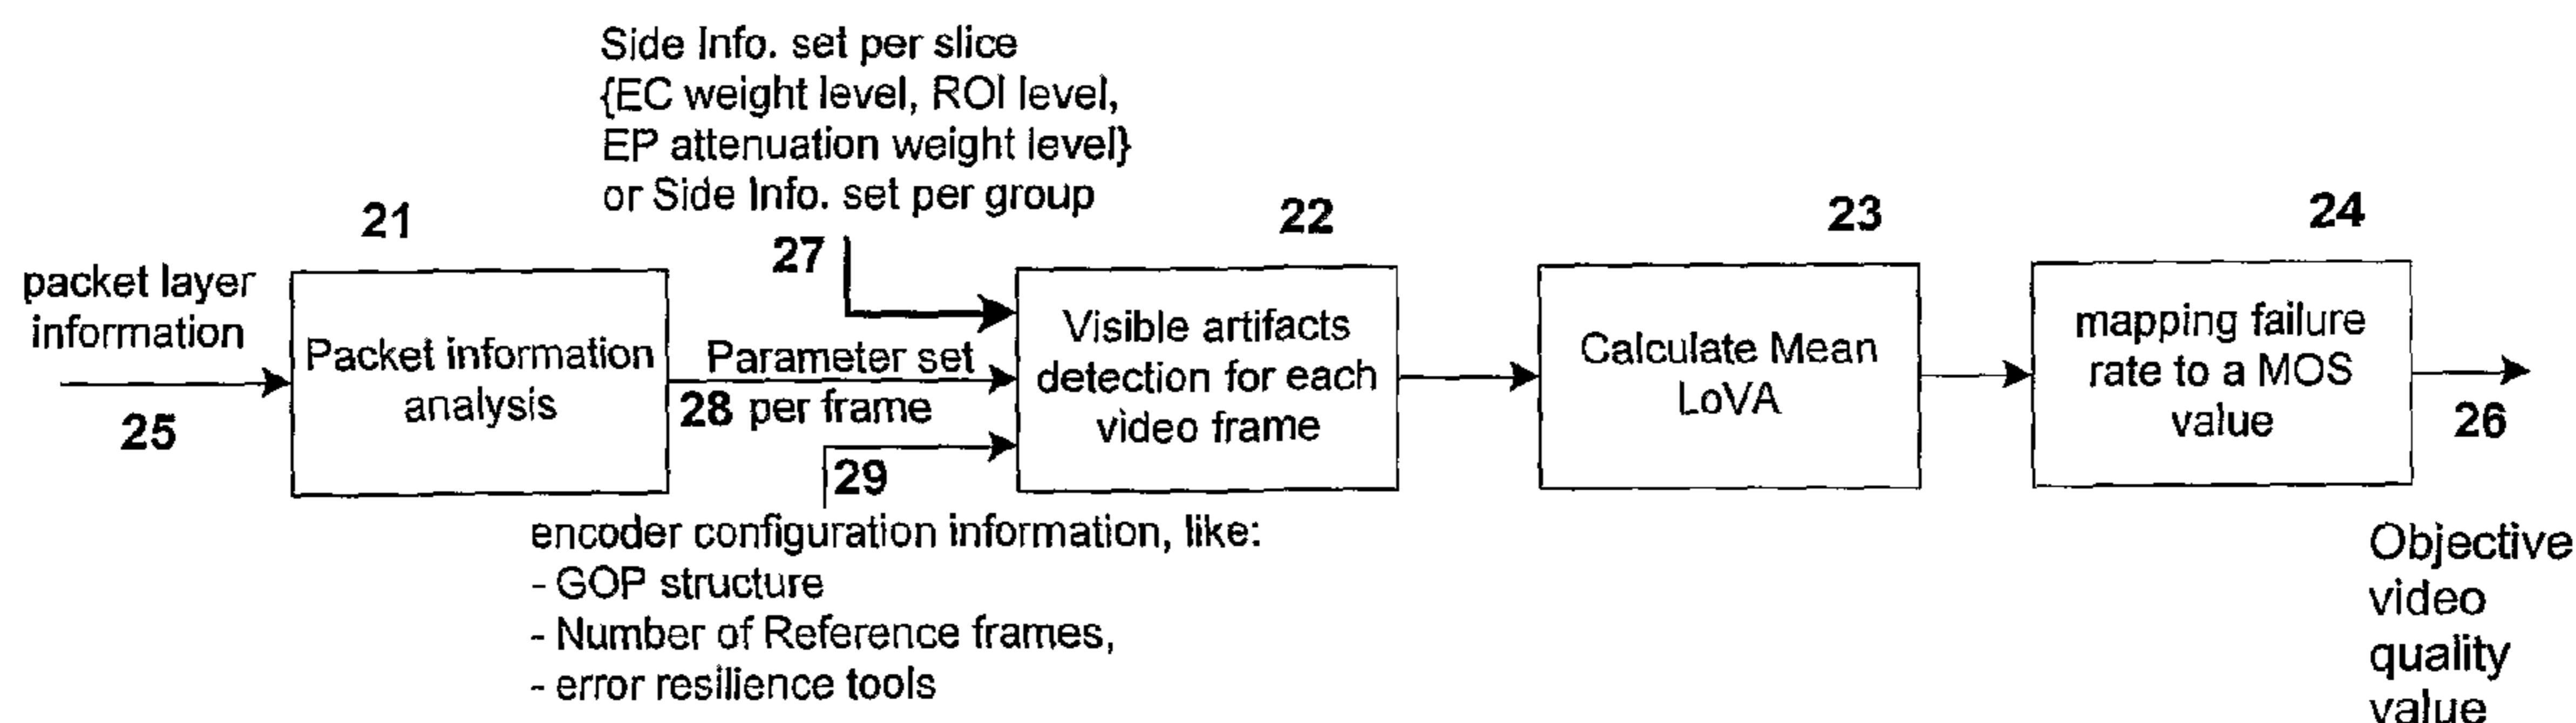 Side Info. set per slice
{EC weight level, ROI level,
EP attenuation weight level}
or Side Info. set per group
21
27
22
23
24
packet layer
information
25
Packet information
analysis
Parameter set
28 per frame
29
Visible artifacts
detection for each
video frame
Calculate Mean
LoVA
mapping failure
rate to a MOS
value
26
encoder configuration information, like:
- GOP structure
- Number of Reference frames,
- error resilience tools
Objective
video
quality
value